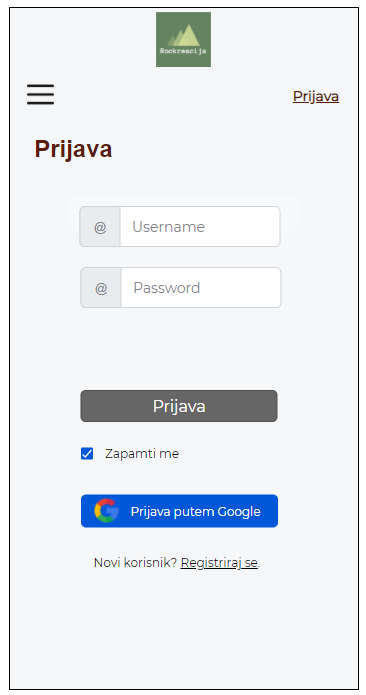 Rockreacija
Prijava
Prijava
@ Username
@ Password
Prijava
Zapamti me
Prijava putem Google
Novi korisnik? Registriraj se.